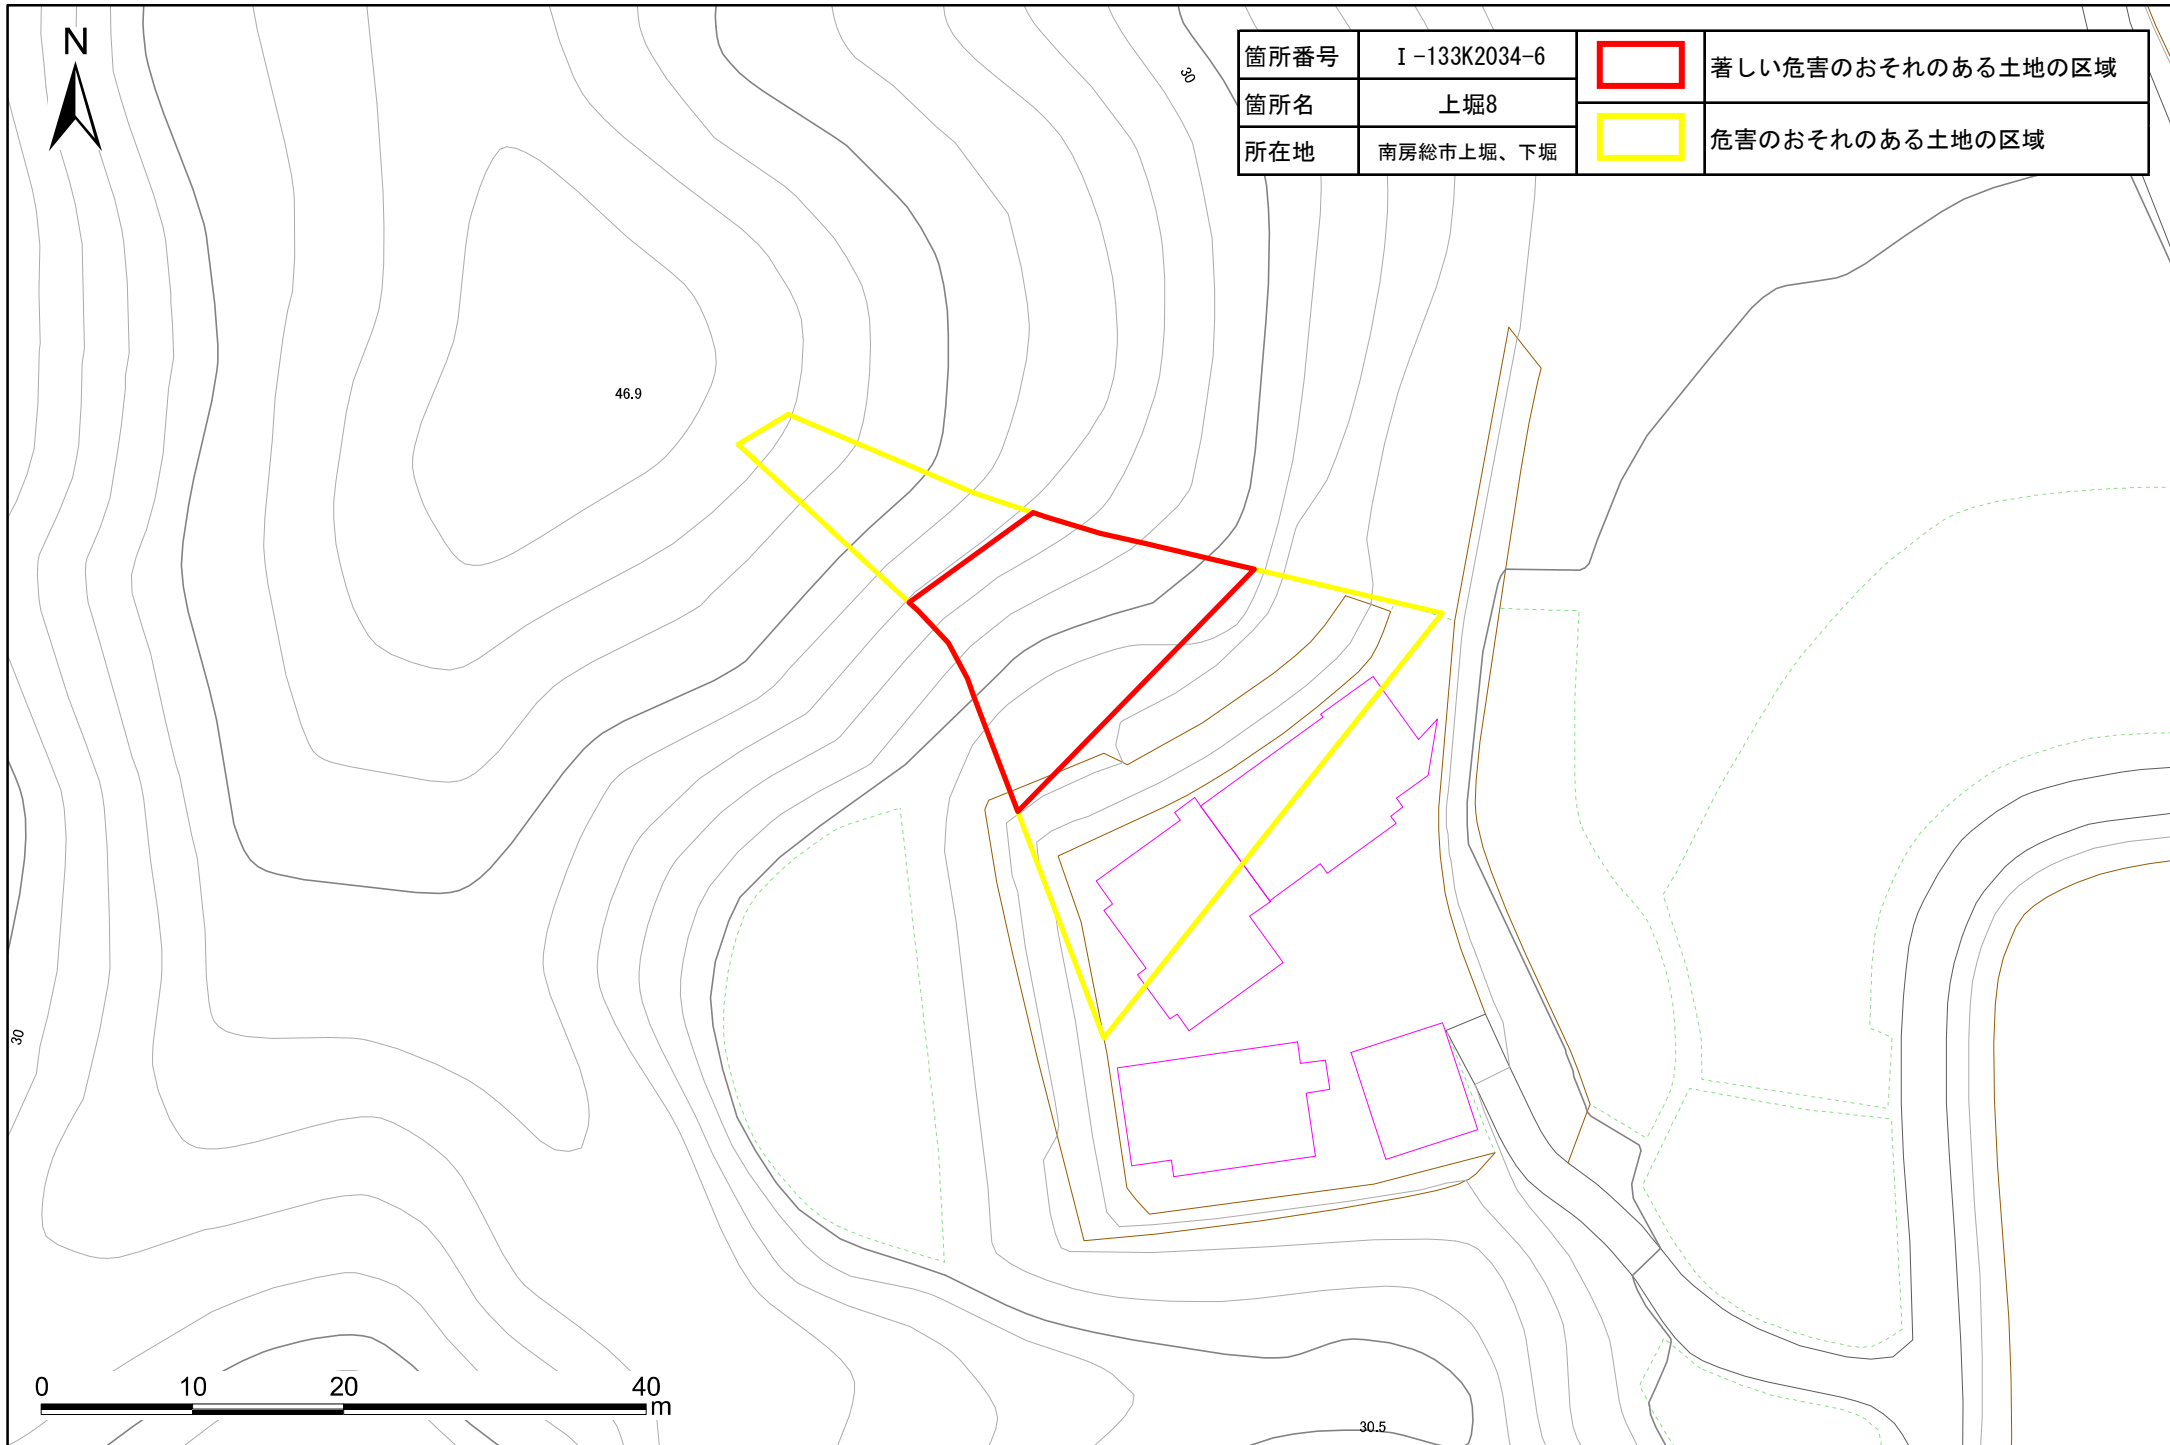 N
箇所番号 Ⅰ-133K2034-6 著しい危害のおそれのある土地の区域
箇所名 上堀8 危害のおそれのある土地の区域
所在地 南房総市上堀、下堀
30
46.9
30
0 10 20 40 m
30.5